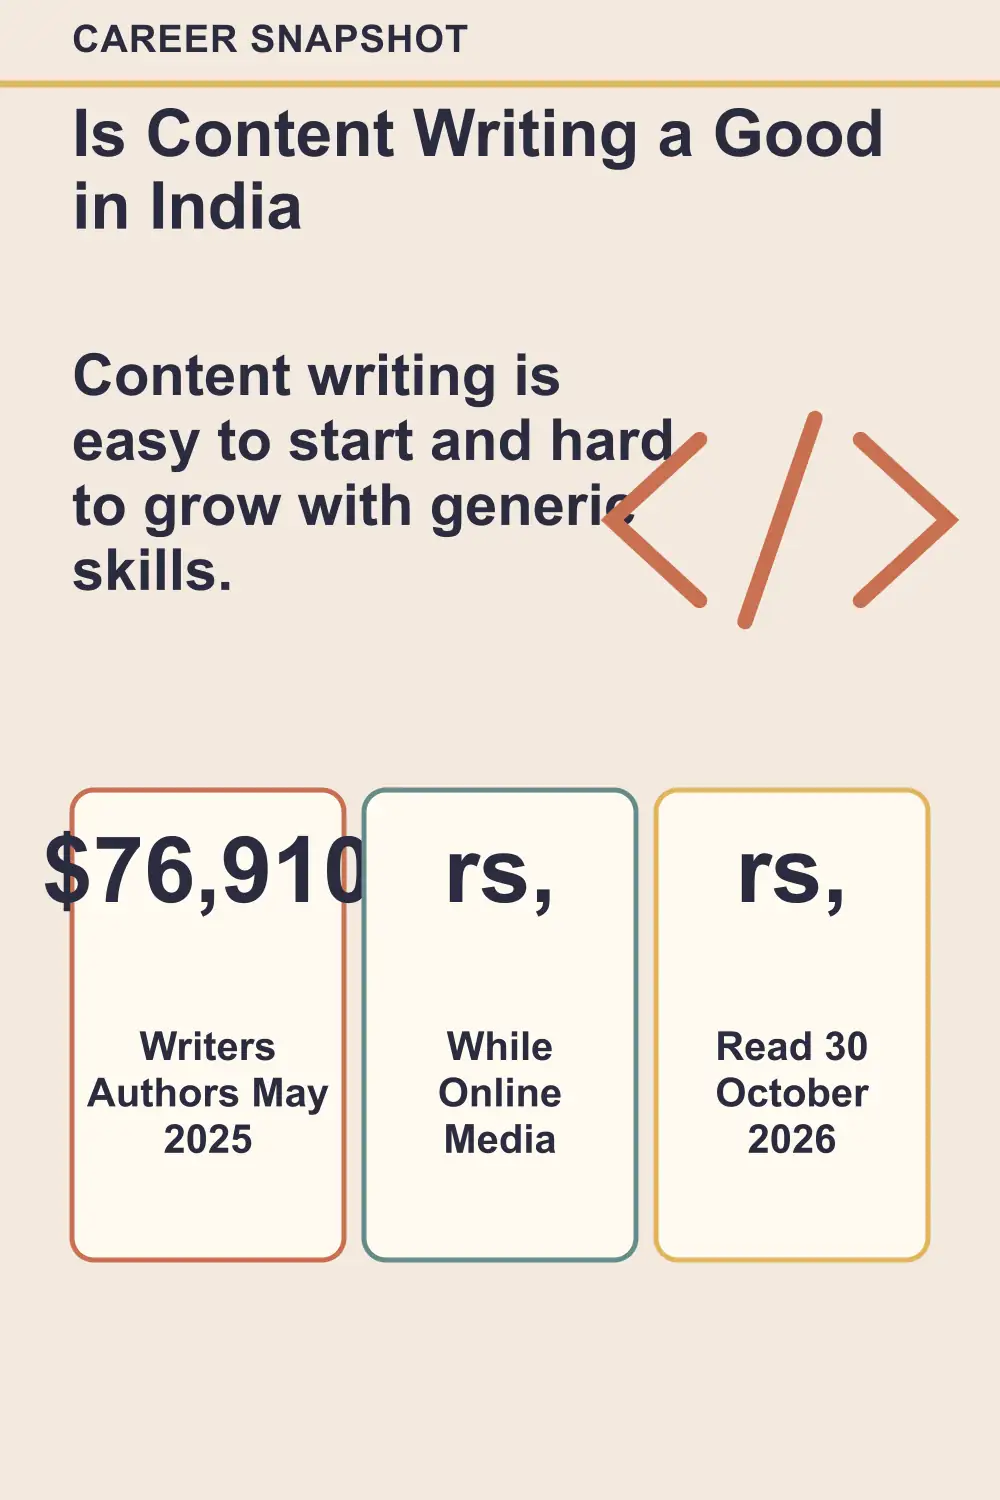 CAREER SNAPSHOT
Is Content Writing a Good
in India
Content writing is
easy to start and hard
to grow with generic
skills.
$76,910
rs,
rs,
Writers
Authors May
2025
While
Online
Media
Read 30
October
2026